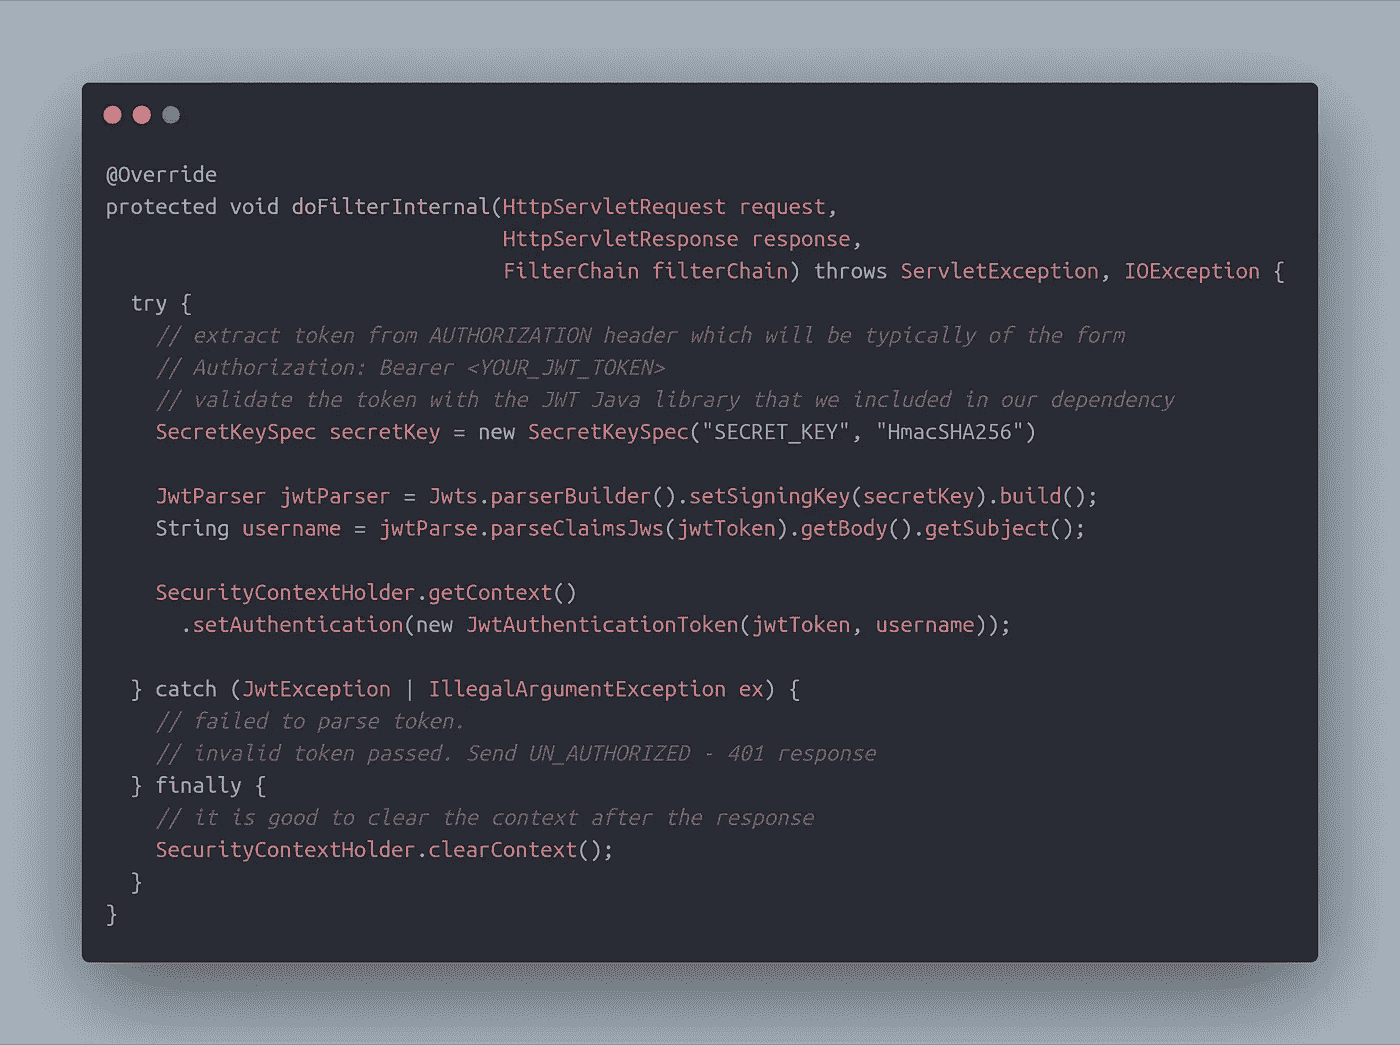 @Override
protected void doFilterInternal(HttpServletRequest request,
HttpServletResponse response,
FilterChain filterChain) throws ServletException, IOException {
try {
// extract token from AUTHORIZATION header which will be typically of the form
// Authorization: Bearer <YOUR_JWT_TOKEN>
// validate the token with the JWT Java library that we included in our dependency
SecretKeySpec secretKey = new SecretKeySpec("SECRET_KEY", "HmacSHA256")
JwtParser jwtParser = Jwts.parserBuilder().setSigningKey(secretKey).build();
String username = jwtParse.parseClaimsJws(jwtToken).getBody().getSubject();
SecurityContextHolder.getContext()
.setAuthentication(new JwtAuthenticationToken(jwtToken, username));
} catch (JwtException | IllegalArgumentException ex) {
// failed to parse token.
// invalid token passed. Send UN_AUTHORIZED - 401 response
} finally {
// it is good to clear the context after the response
SecurityContextHolder.clearContext();
}
}